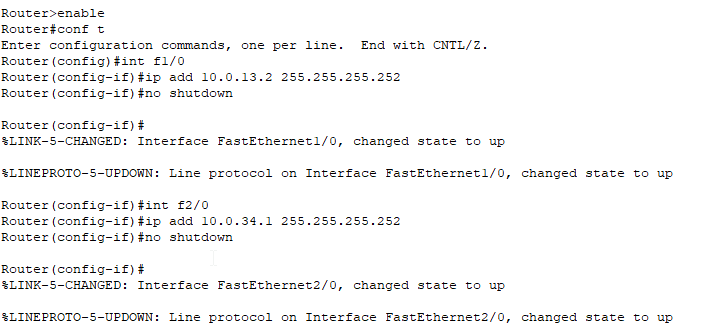 Router>enable
Router#conf t
Enter configuration commands, one per line.  End with CNTL/Z.
Router(config)#int f1/0
Router(config-if)#ip add 10.0.13.2 255.255.255.252
Router(config-if)#no shutdown
Router(config-if)#
%LINK-5-CHANGED: Interface FastEthernet1/0, changed state to up
%LINEPROTO-5-UPDOWN: Line protocol on Interface FastEthernet1/0, changed state to up
Router(config-if)#int f2/0
Router(config-if)#ip add 10.0.34.1 255.255.255.252
Router(config-if)#no shutdown
Router(config-if)#
%LINK-5-CHANGED: Interface FastEthernet2/0, changed state to up
%LINEPROTO-5-UPDOWN: Line protocol on Interface FastEthernet2/0, changed state to up